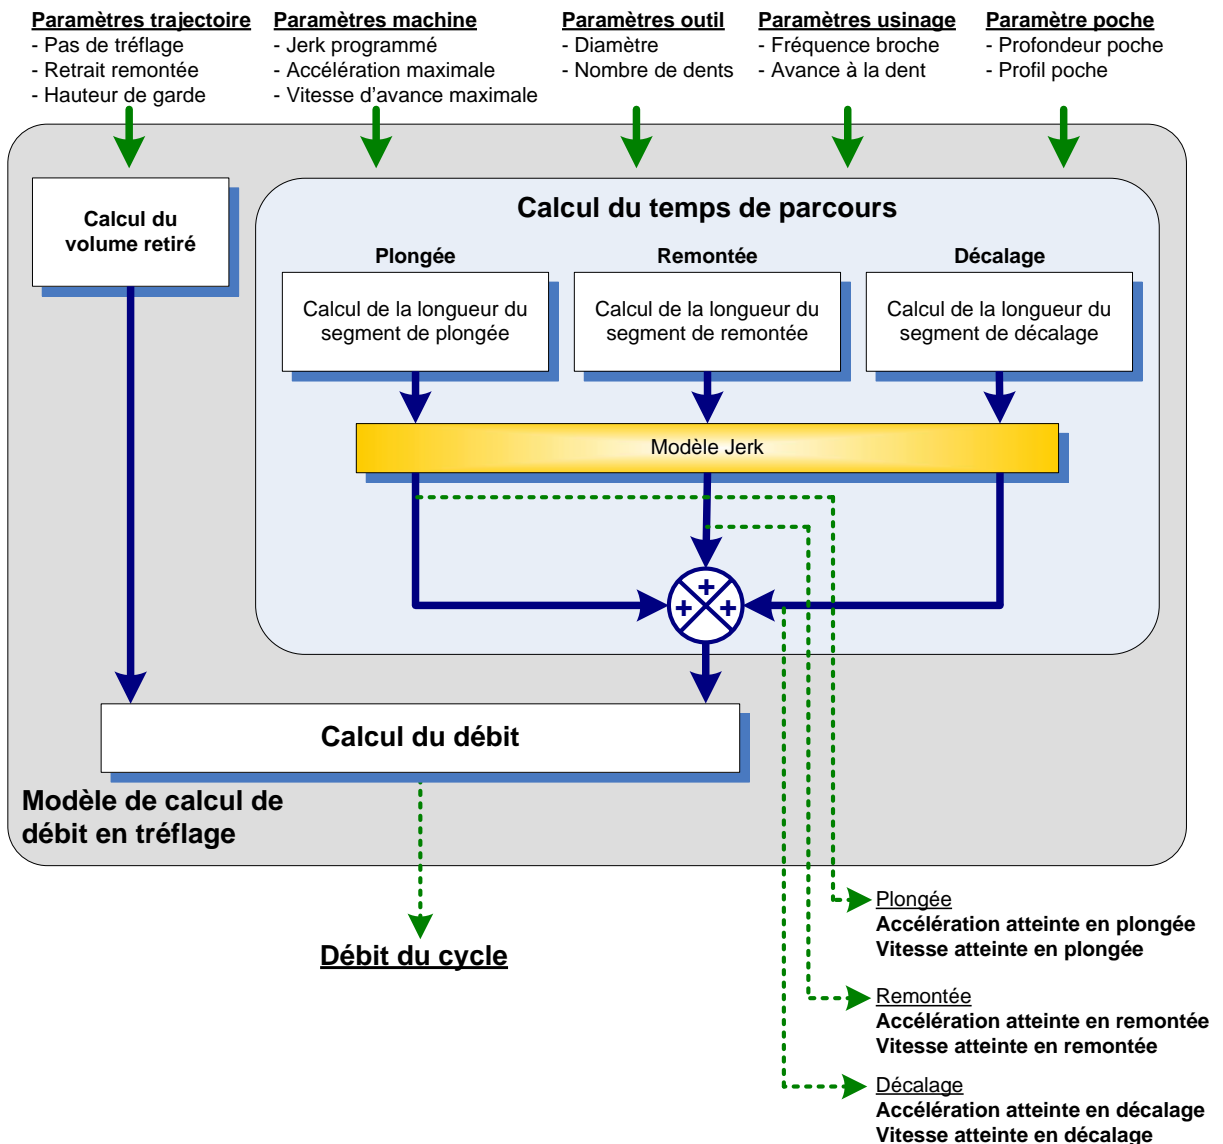 Paramètres trajectoire
- Pas de tréflage
- Retrait remontée
- Hauteur de garde
Paramètres machine
- Jerk programmé
- Accélération maximale
- Vitesse d'avance maximale
Paramètres outil
- Diamètre
- Nombre de dents
Paramètres usinage
- Fréquence broche
- Avance à la dent
Paramètre poche
- Profondeur poche
- Profil poche
Calcul du
volume retiré
Calcul du temps de parcours
Plongée
Calcul de la longueur du
segment de plongée
Remontée
Calcul de la longueur du
segment de remontée
Décalage
Calcul de la longueur du
segment de décalage
Modèle Jerk
+
+ +
Calcul du débit
Modèle de calcul de
débit en tréflage
Débit du cycle
Plongée
Accélération atteinte en plongée
Vitesse atteinte en plongée
Remontée
Accélération atteinte en remontée
Vitesse atteinte en remontée
Décalage
Accélération atteinte en décalage
Vitesse atteinte en décalage